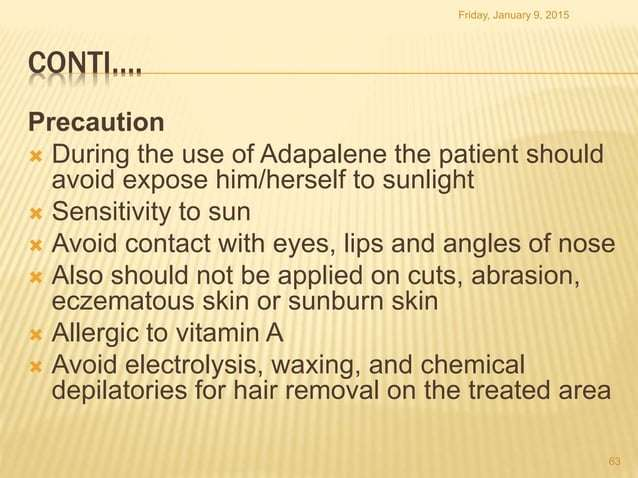 Friday, January 9, 2015
CONTI....
Precaution
During the use of Adapalene the patient should
avoid expose him/herself to sunlight
Sensitivity to sun
Avoid contact with eyes, lips and angles of nose
Also should not be applied on cuts, abrasion,
eczematous skin or sunburn skin
Allergic to vitamin A
Avoid electrolysis, waxing, and chemical
depilatories for hair removal on the treated area
63